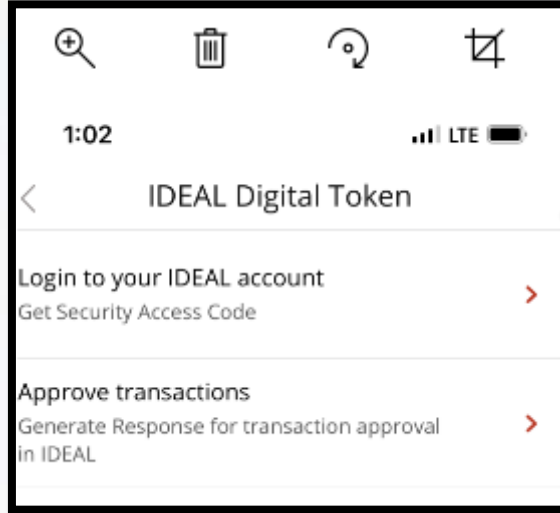 1:02
LTE
IDEAL Digital Token
Login to your IDEAL account
Get Security Access Code
Approve transactions
Generate Response for transaction approval
in IDEAL